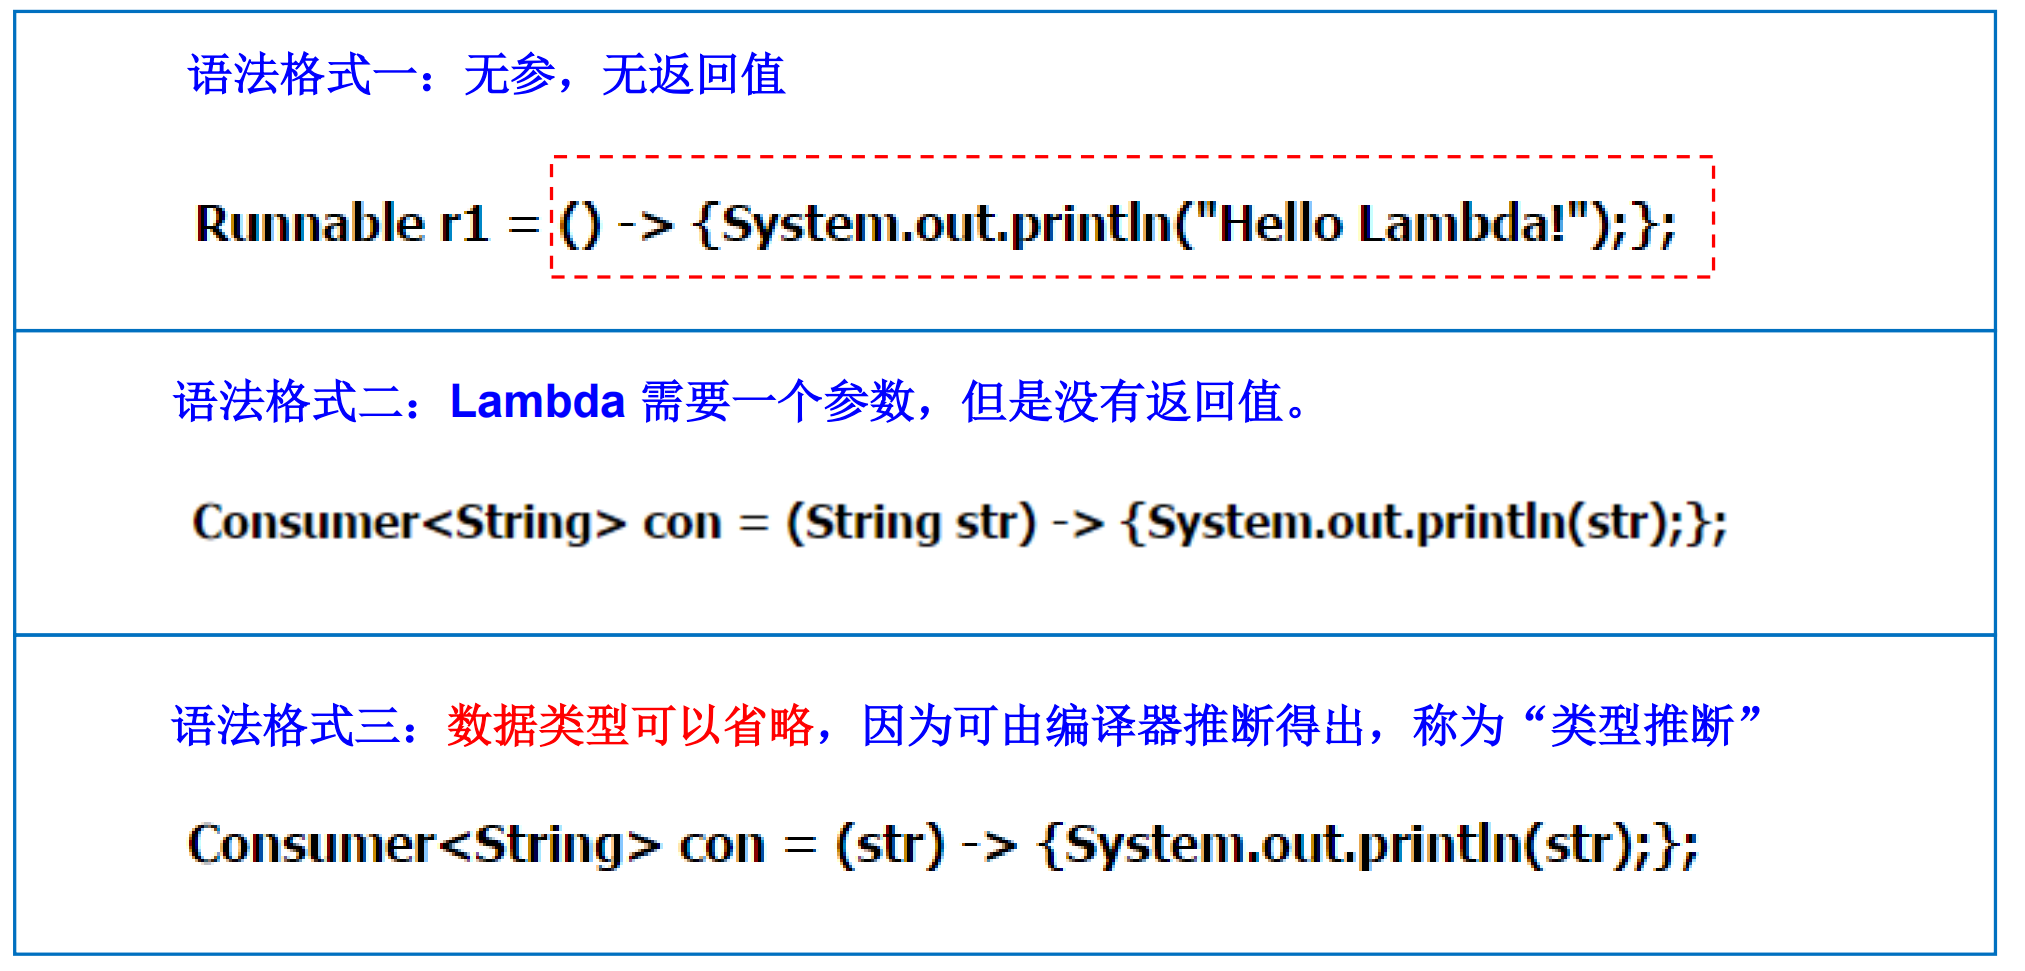 语法格式一：无参，无返回值
Runnable r1 = () -> {System.out.println("Hello Lambda!");};
语法格式二：Lambda 需要一个参数，但是没有返回值。
Consumer<String> con = (String str) -> {System.out.println(str);};
语法格式三：数据类型可以省略，因为可由编译器推断得出，称为“类型推断”
Consumer<String> con = (str) -> {System.out.println(str);};